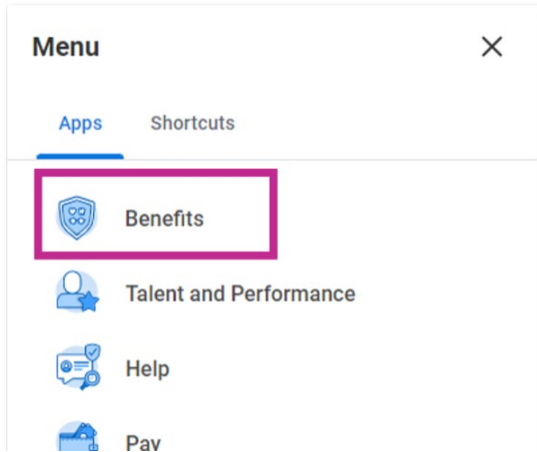 Menu
Apps Shortcuts
Benefits
Talent and Performance
Help
Pay